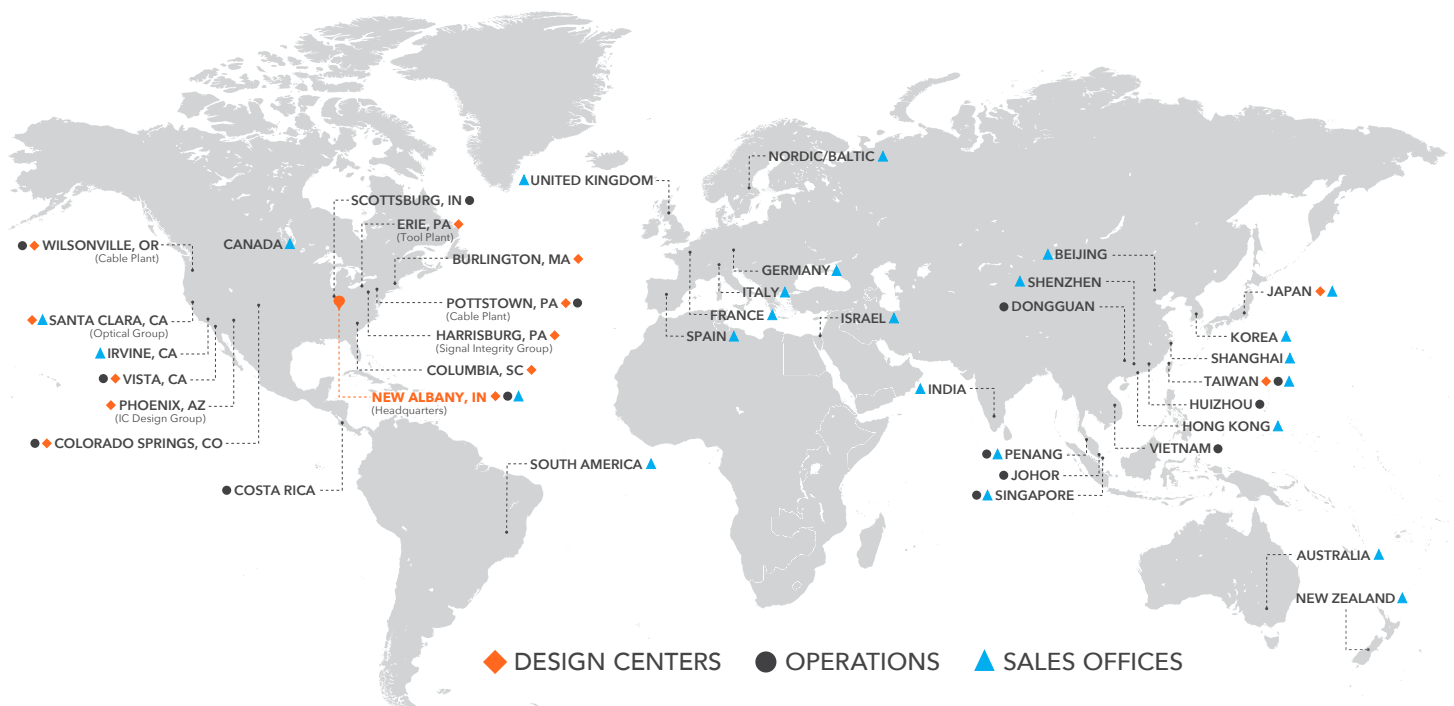 NORDIC/BALTIC
UNITED KINGDOM
SCOTTSBURG, IN
ERIE, PA
(Tool Plant)
WILSONVILLE, OR
(Cable Plant)
CANADA
BURLINGTON, MA
BEIJING
GERMANY
SHENZHEN
ITALY
JAPAN
POTTSTOWN, PA
(Cable Plant)
DONGGUAN
FRANCE
ISRAEL
SANTA CLARA, CA
(Optical Group)
HARRISBURG, PA
(Signal Integrity Group)
SPAIN
KOREA
IRVINE, CA
SHANGHAI
COLUMBIA, SC
VISTA, CA
TAIWAN
INDIA
NEW ALBANY, IN
(Headquarters)
PHOENIX, AZ
(IC Design Group)
HUIZHOU
HONG KONG
COLORADO SPRINGS, CO
VIETNAM
PENANG
SOUTH AMERICA
JOHOR
COSTA RICA
SINGAPORE
AUSTRALIA
NEW ZEALAND
DESIGN CENTERS
OPERATIONS
SALES OFFICES